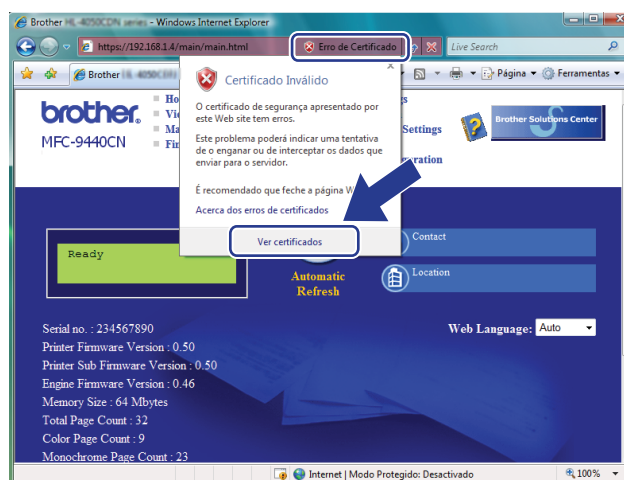 Brother HL-4050CDN series - Windows Internet Explorer
https://192.168.1.4/main/main.html
Erro de Certificado
Live Search
Brother
Página
Ferramentas
Certificado Inválido
O certificado de segurança apresentado por
este Web site tem erros.
Este problema poderá indicar uma tentativa
de o enganar ou de interceptar os dados que
enviar para o servidor.
É recomendado que feche a página
Acerca dos erros de certificados
Ver certificados
brother
MFC-9440CN
Settings
Brother Solutions Center
Ready
Automatic
Refresh
Contact
Location
Serial no. : 234567890
Web Language: Auto
Printer Firmware Version : 0.50
Printer Sub Firmware Version : 0.50
Engine Firmware Version : 0.46
Memory Size : 64 Mbytes
Total Page Count : 32
Color Page Count : 9
Monochrome Page Count : 23
Internet | Modo Protegido: Desactivado
100%